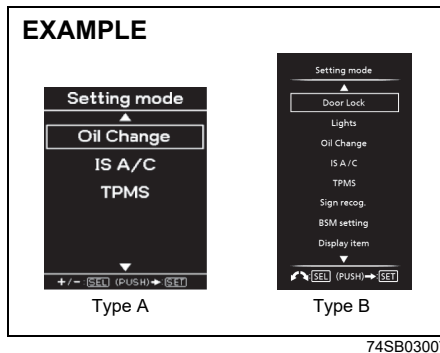 EXAMPLE
Setting mode
Oil Change
IS A/C
TPMS
+/−:SEL (PUSH)➔:SET
Type A
Setting mode
Door Lock
Lights
Oil Change
IS A/C
TPMS
Sign recog.
BSM setting
Display item
:SEL (PUSH)➔:SET
Type B
74SB0300